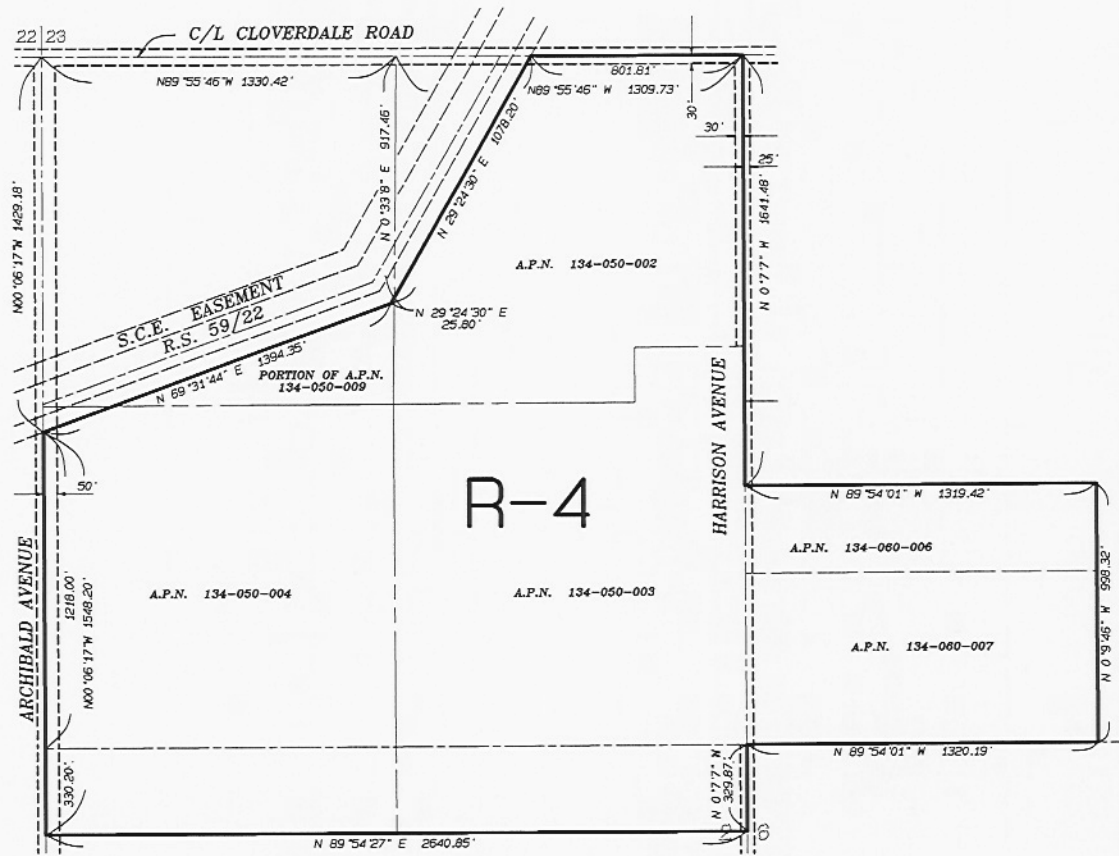 22 23
C/L CLOVERDALE ROAD
N89°55'46"W 1330.42'
801.81'
N89°55'46" W 1309.73'
30'
30'
25'
N00°06'17"W 1429.18'
N 0°33'8" E 917.46'
N 29°24'30" E 1078.20'
N 0°7'7" W 1641.48'
A.P.N. 134-050-002
S.C.E. EASEMENT
R.S. 59/22
N 29°24'30" E
25.80'
N 69°31'44" E 1394.35'
PORTION OF A.P.N.
134-050-009
50'
R-4
HARRISON AVENUE
N 89°54'01" W 1319.42'
A.P.N. 134-060-006
ARCHIBALD AVENUE
1218.00'
N00°06'17"W 1548.20'
A.P.N. 134-050-004
A.P.N. 134-050-003
N 0°9'46" W 998.32'
A.P.N. 134-060-007
330.20'
N 0°7'7" W
329.87'
N 89°54'01" W 1320.19'
6
N 89°54'27" E 2640.85'